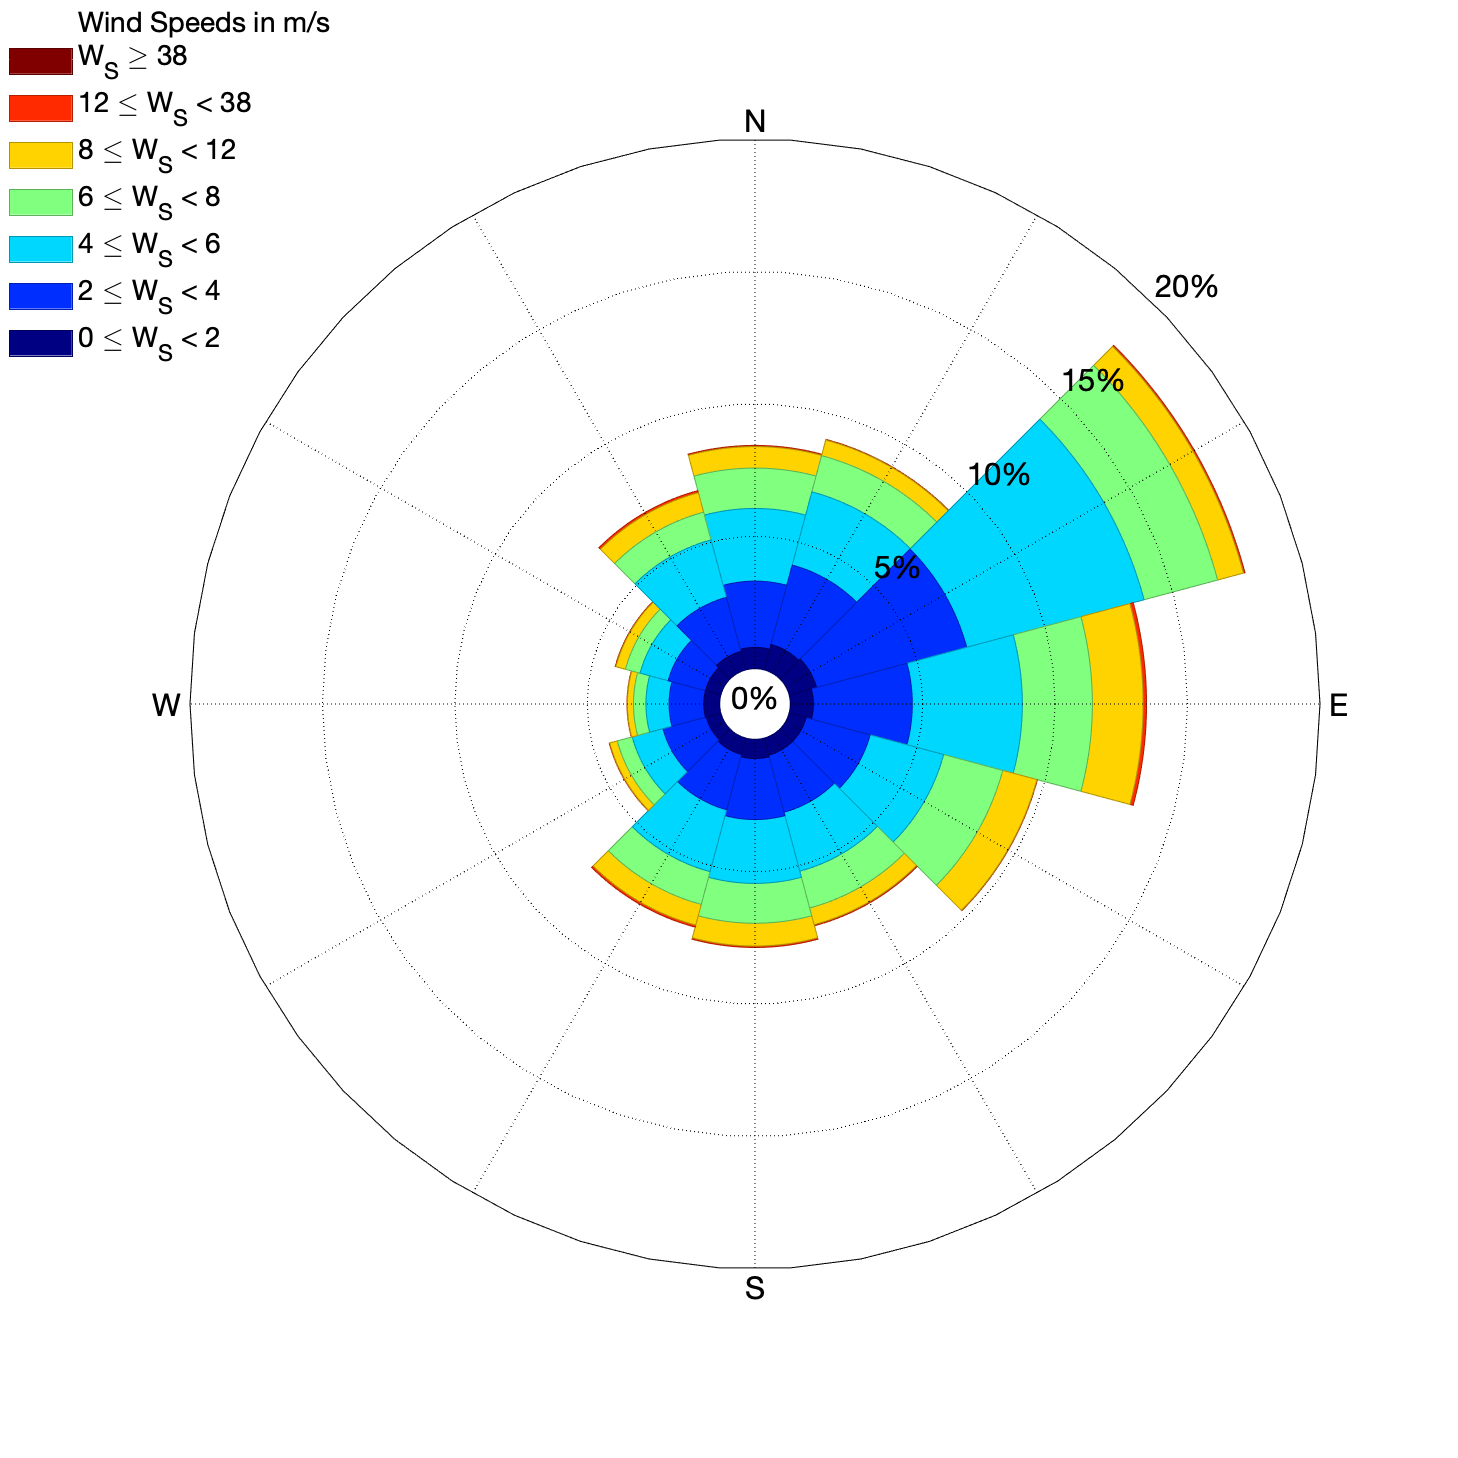 Wind Speeds in m/s
W_S ≥ 38
12 ≤ W_S < 38
8 ≤ W_S < 12
6 ≤ W_S < 8
4 ≤ W_S < 6
2 ≤ W_S < 4
0 ≤ W_S < 2
N
20%
15%
10%
5%
0%
W
E
S